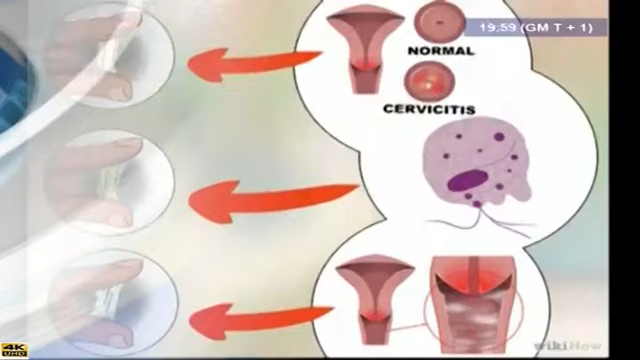 19:59 (GM T + 1)
NORMAL
CERVICITIS
4K
UHD
wikiHow